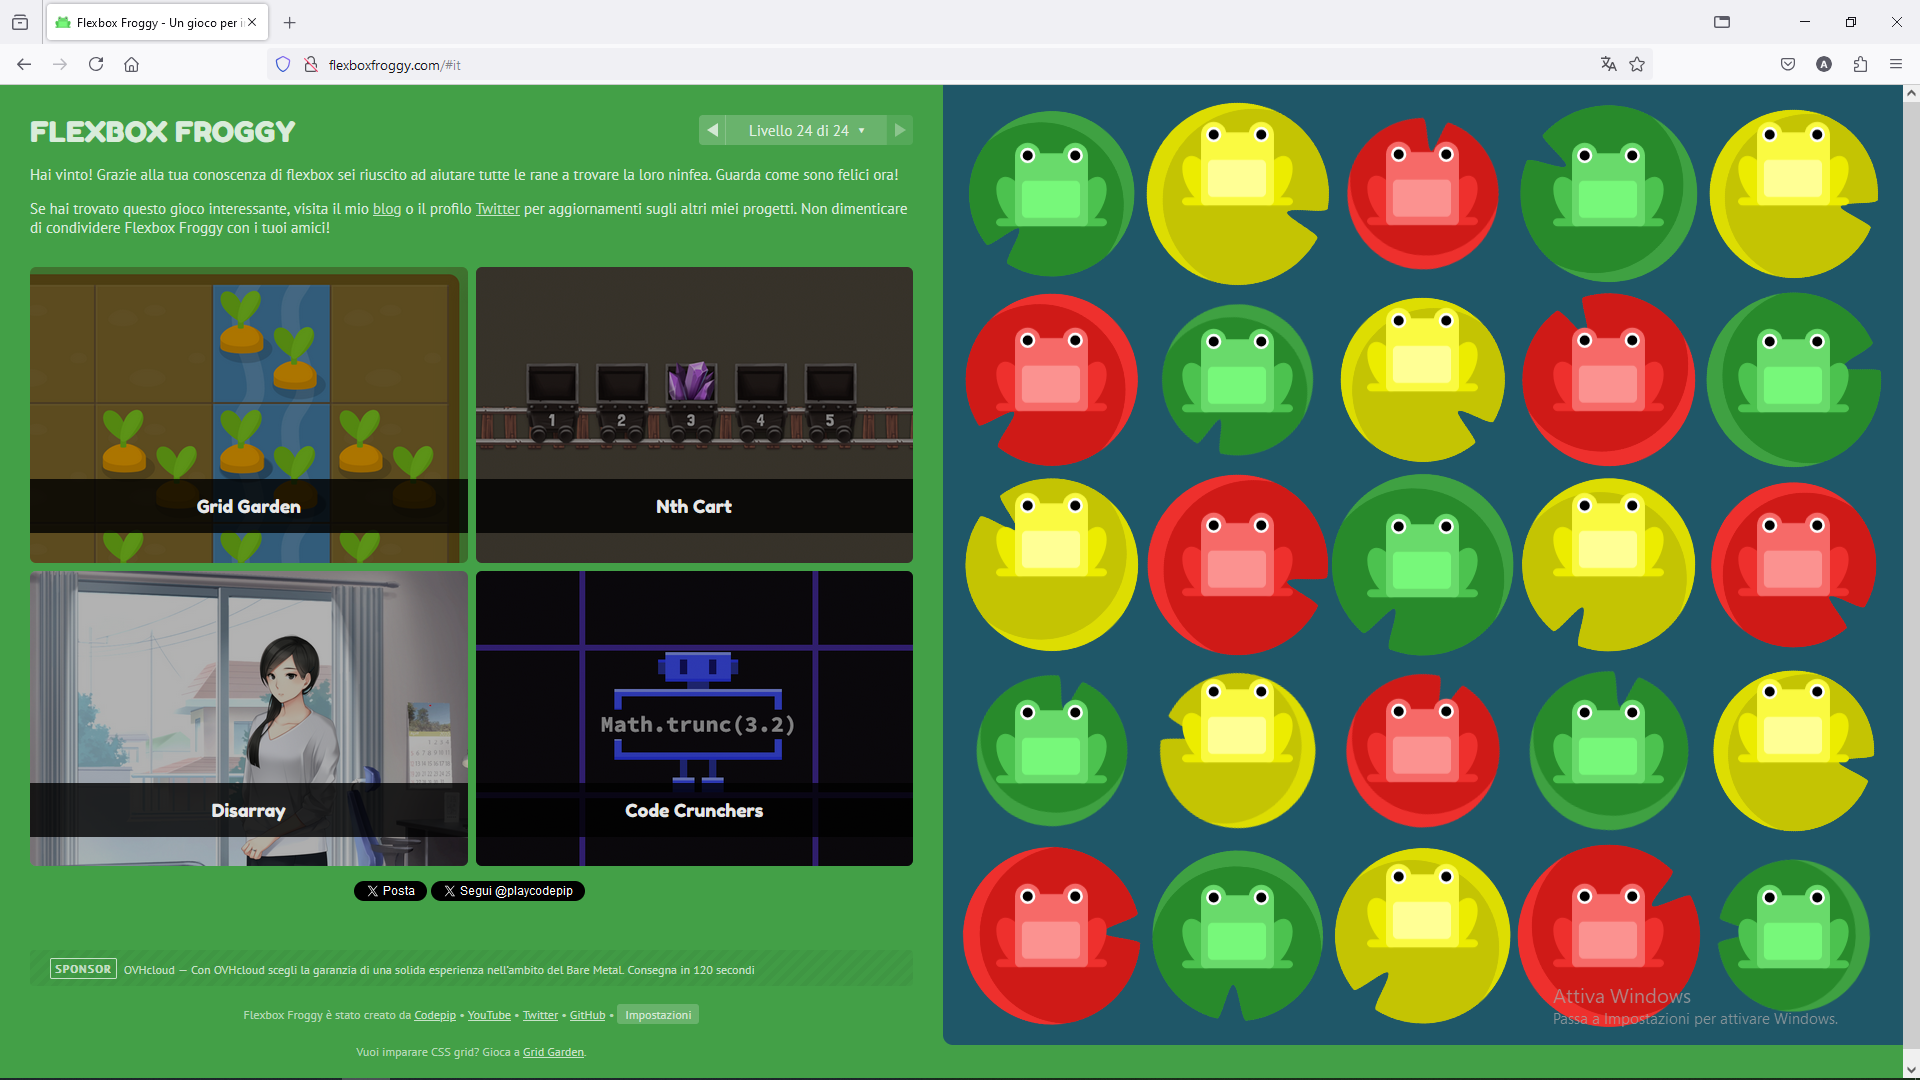 Flexbox Froggy - Un gioco per i
flexboxfroggy.com/#it
A
FLEXBOX FROGGY
Livello 24 di 24
Hai vinto! Grazie alla tua conoscenza di flexbox sei riuscito ad aiutare tutte le rane a trovare la loro ninfea. Guarda come sono felici ora!
Se hai trovato questo gioco interessante, visita il mio blog o il profilo Twitter per aggiornamenti sugli altri miei progetti. Non dimenticare
di condividere Flexbox Froggy con i tuoi amici!
Grid Garden
1 2 3 4 5
Nth Cart
Disarray
Math.trunc(3.2)
Code Crunchers
Posta
Segui @playcodepip
SPONSOR OVHcloud — Con OVHcloud scegli la garanzia di una solida esperienza nell'ambito del Bare Metal. Consegna in 120 secondi
Flexbox Froggy è stato creato da Codepip • YouTube • Twitter • GitHub • Impostazioni
Vuoi imparare CSS grid? Gioca a Grid Garden.
Attiva Windows
Passa a Impostazioni per attivare Windows.